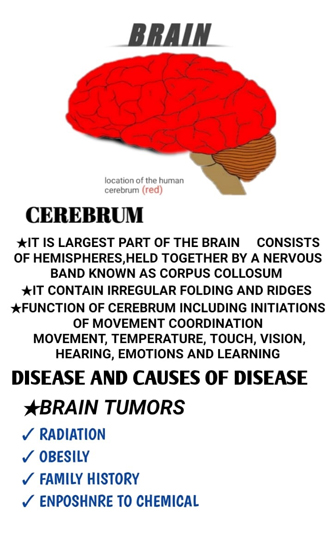 BRAIN
location of the human
cerebrum (red)
CEREBRUM
★IT IS LARGEST PART OF THE BRAIN CONSISTS
OF HEMISPHERES,HELD TOGETHER BY A NERVOUS
BAND KNOWN AS CORPUS COLLOSUM
★IT CONTAIN IRREGULAR FOLDING AND RIDGES
★FUNCTION OF CEREBRUM INCLUDING INITIATIONS
OF MOVEMENT COORDINATION
MOVEMENT, TEMPERATURE, TOUCH, VISION,
HEARING, EMOTIONS AND LEARNING
DISEASE AND CAUSES OF DISEASE
★BRAIN TUMORS
✓ RADIATION
✓ OBESILY
✓ FAMILY HISTORY
✓ ENPOSHNRE TO CHEMICAL